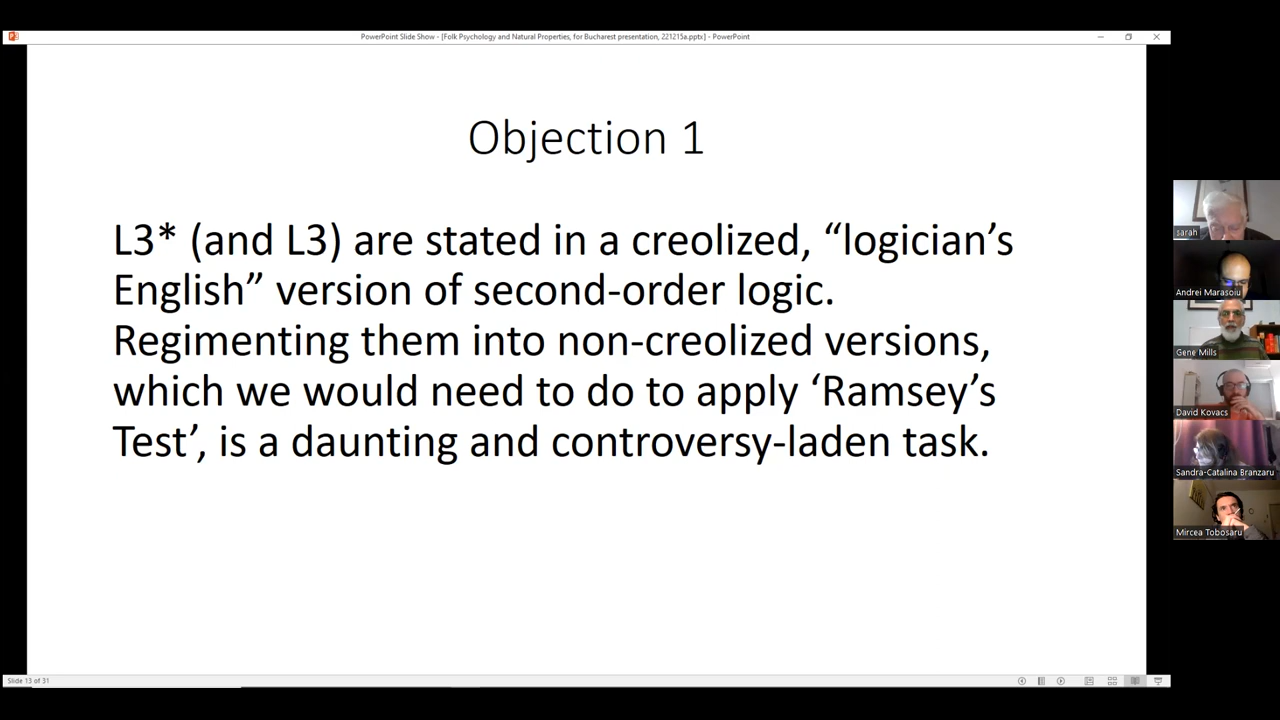 PowerPoint Slide Show - [Folk Psychology and Natural Properties, for Bucharest presentation, 221215a.pptx] - PowerPoint
Objection 1
L3* (and L3) are stated in a creolized, “logician’s
English” version of second-order logic.
Regimenting them into non-creolized versions,
which we would need to do to apply ‘Ramsey’s
Test’, is a daunting and controversy-laden task.
sarah
Andrei Marasoiu
Gene Mills
David Kovacs
Sandra-Catalina Branzaru
Mircea Tobosaru
Slide 13 of 31